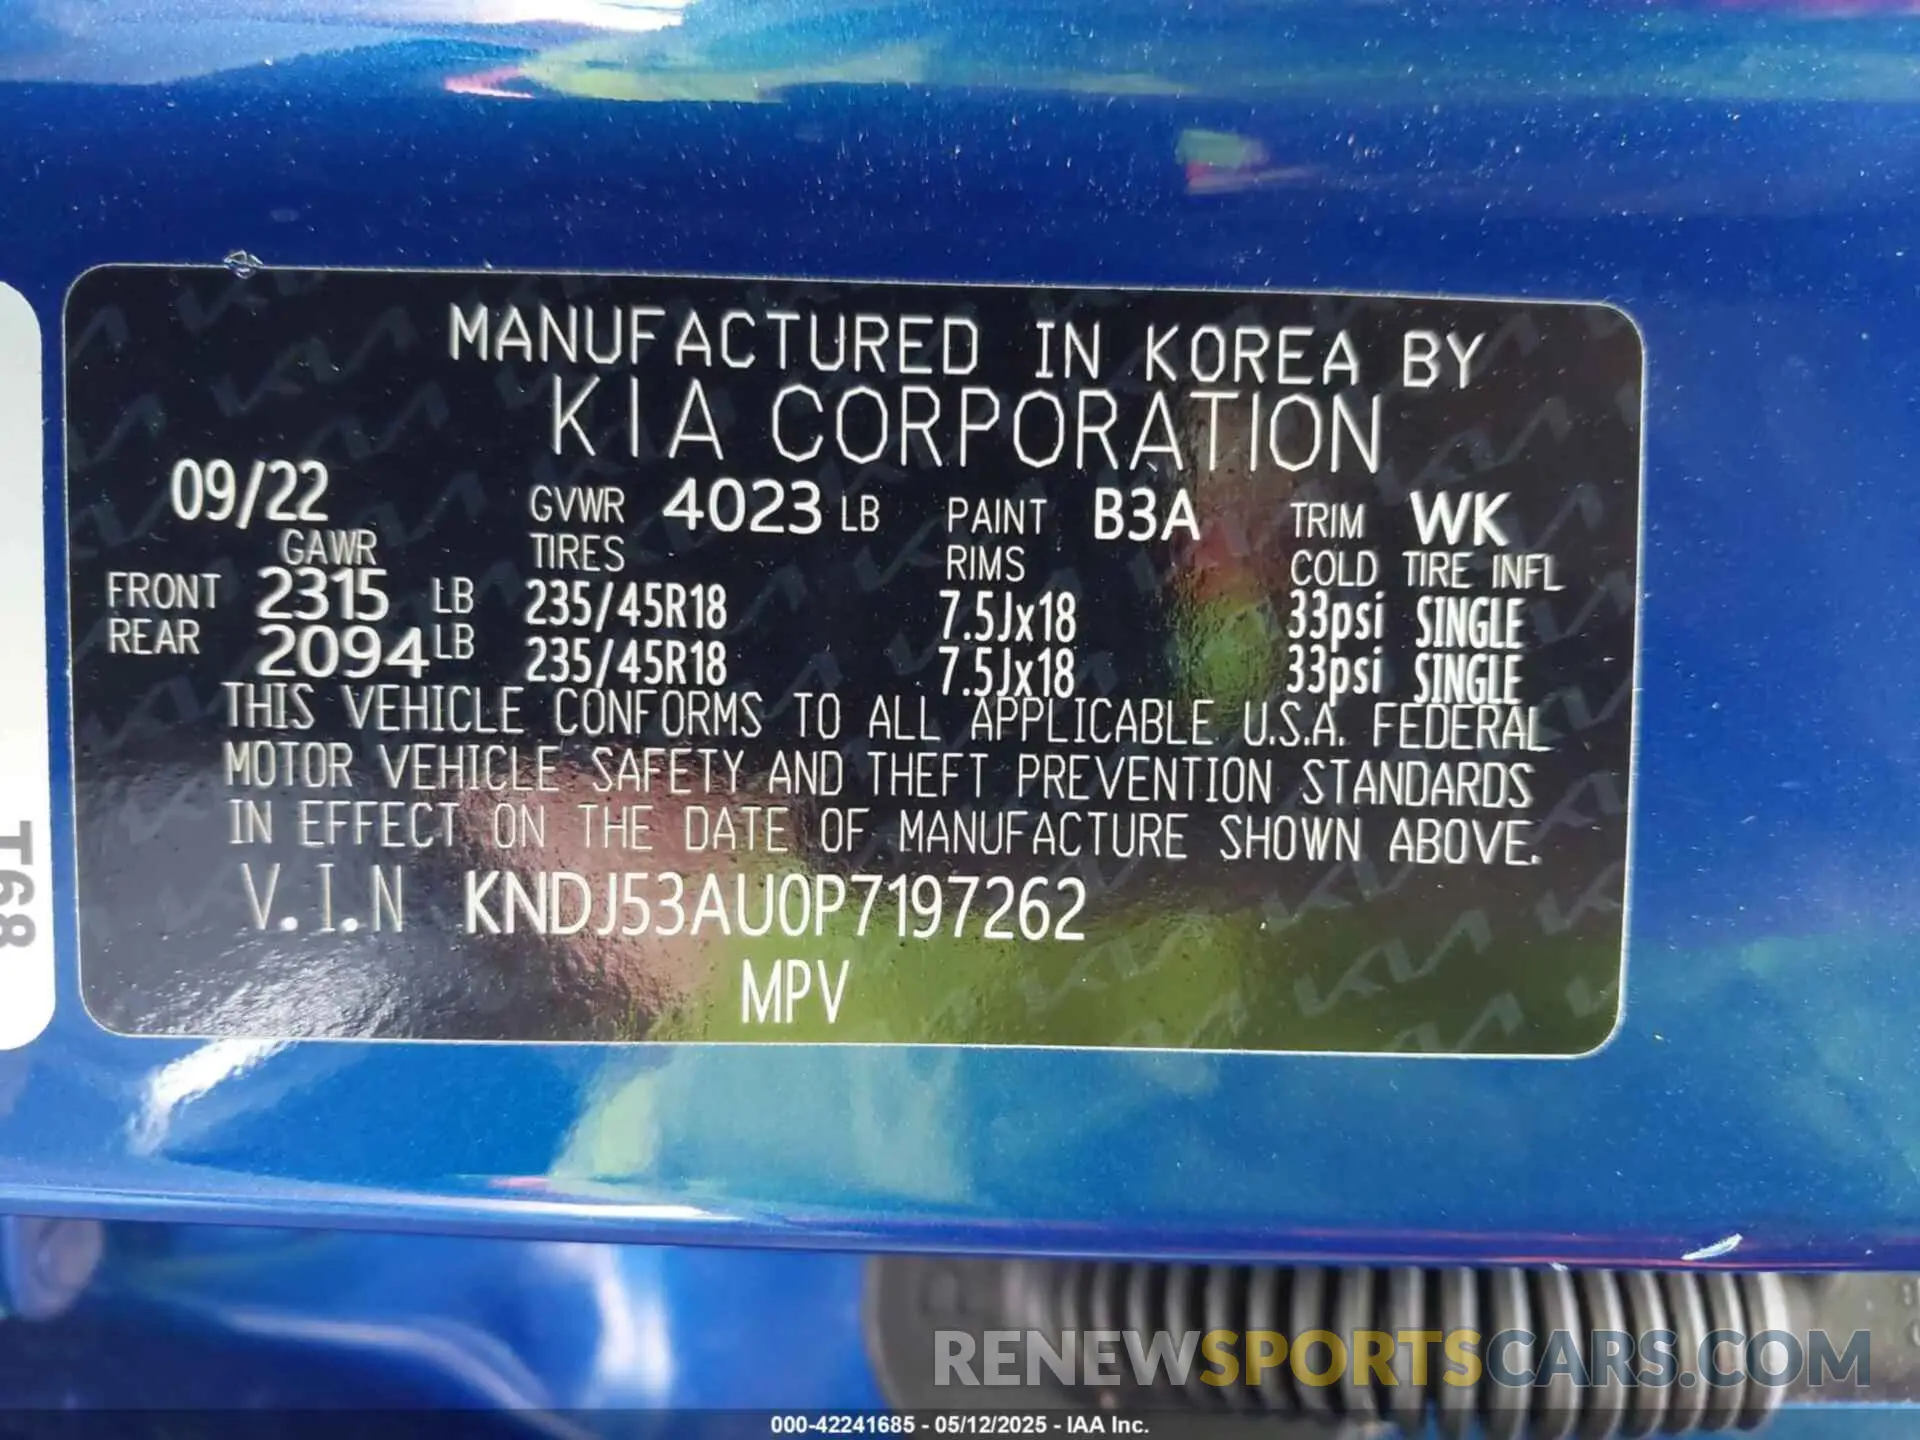 MANUFACTURED IN KOREA BY
KIA CORPORATION
09/22 GVWR 4023 LB PAINT B3A TRIM WK
GAWR TIRES RIMS COLD TIRE INFL
FRONT 2315 LB 235/45R18 7.5Jx18 33psi SINGLE
REAR 2094 LB 235/45R18 7.5Jx18 33psi SINGLE
THIS VEHICLE CONFORMS TO ALL APPLICABLE U.S.A. FEDERAL
MOTOR VEHICLE SAFETY AND THEFT PREVENTION STANDARDS
IN EFFECT ON THE DATE OF MANUFACTURE SHOWN ABOVE.
V.I.N KNDJ53AU0P7197262
MPV
T68
RENEWSPORTSCARS.COM
000-42241685 - 05/12/2025 - IAA Inc.